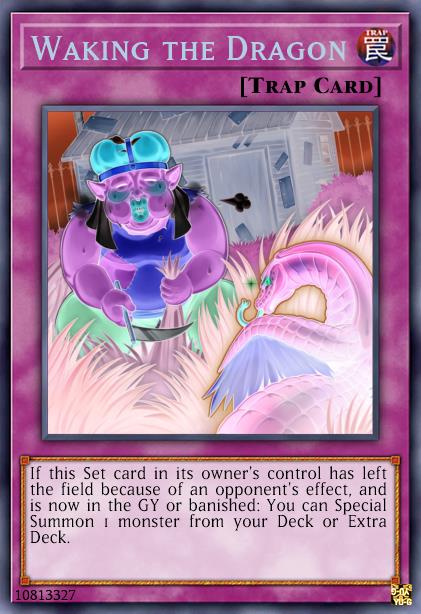 WAKING THE DRAGON
TRAP
罠
[TRAP CARD]
If this Set card in its owner's control has left
the field because of an opponent's effect, and
is now in the GY or banished: You can Special
Summon 1 monster from your Deck or Extra
Deck.
10813327